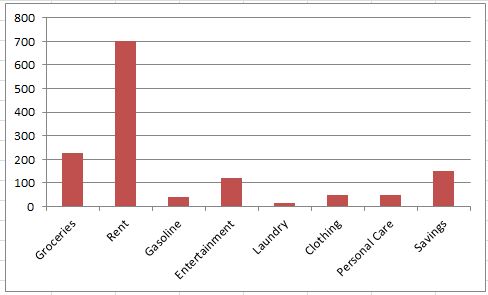 800
700
600
500
400
300
200
100
0
Groceries
Rent
Gasoline
Entertainment
Laundry
Clothing
Personal Care
Savings